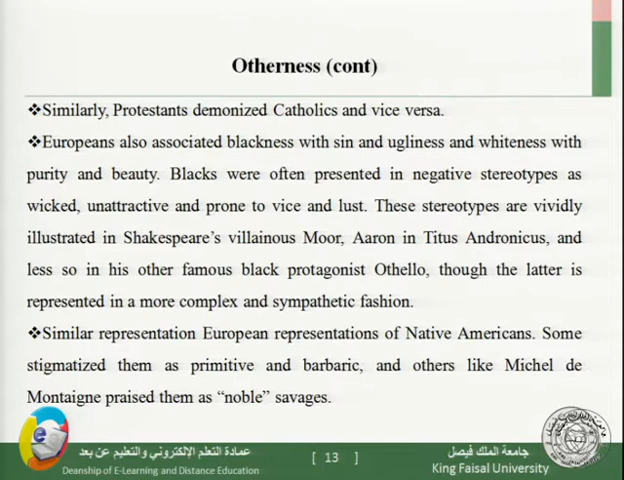 Otherness (cont)
❖Similarly, Protestants demonized Catholics and vice versa.
❖Europeans also associated blackness with sin and ugliness and whiteness with
purity and beauty. Blacks were often presented in negative stereotypes as
wicked, unattractive and prone to vice and lust. These stereotypes are vividly
illustrated in Shakespeare's villainous Moor, Aaron in Titus Andronicus, and
less so in his other famous black protagonist Othello, though the latter is
represented in a more complex and sympathetic fashion.
❖Similar representation European representations of Native Americans. Some
stigmatized them as primitive and barbaric, and others like Michel de
Montaigne praised them as "noble" savages.
e
عمادة التعلم الإلكتروني والتعليم عن بعد
Deanship of E-Learning and Distance Education
[ 13 ]
جامعة الملك فيصل
King Faisal University